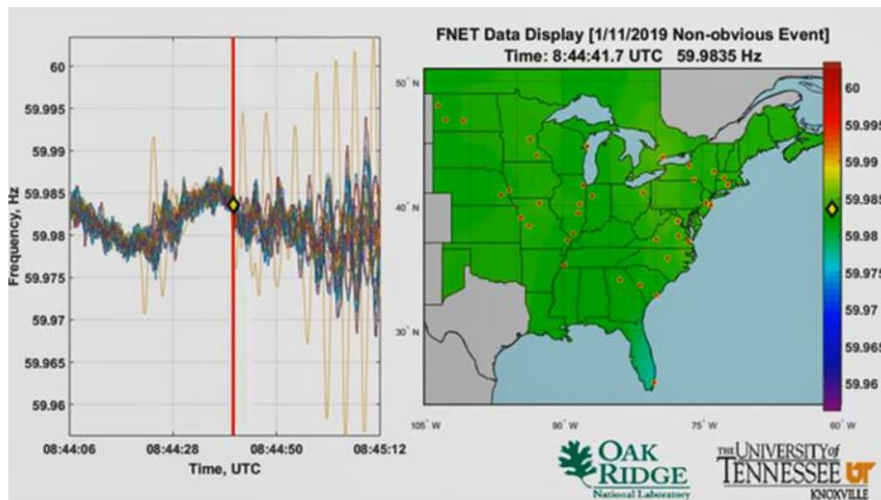 FNET Data Display [1/11/2019 Non-obvious Event]
Time: 8:44:41.7 UTC 59.9835 Hz
60
59.995
59.99
59.985
59.98
59.975
59.97
59.965
59.96
Frequency, Hz
08:44:06
08:44:28
08:44:50
08:45:12
Time, UTC
50° N
40° N
30° N
105° W
90° W
75° W
60° W
60
59.995
59.99
59.985
59.98
59.975
59.97
59.965
59.96
OAK
RIDGE
National Laboratory
THE UNIVERSITY of
TENNESSEE UT
KNOXVILLE